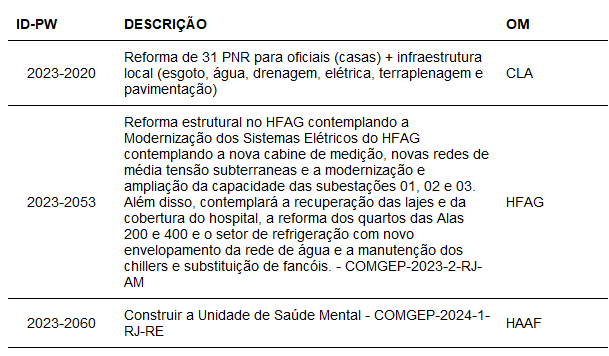 ID-PW DESCRIÇÃO OM
Reforma de 31 PNR para oficiais (casas) + infraestrutura
2023-2020 local (esgoto, água, drenagem, elétrica, terraplenagem e CLA
pavimentação)
Reforma estrutural no HFAG contemplando a
Modernização dos Sistemas Elétricos do HFAG
contemplando a nova cabine de medição, novas redes de
média tensão subterraneas e a modernização e
ampliação da capacidade das subestações 01, 02 e 03.
2023-2053 Além disso, contemplará a recuperação das lajes e da HFAG
cobertura do hospital, a reforma dos quartos das Alas
200 e 400 e o setor de refrigeração com novo
envelopamento da rede de água e a manutenção dos
chillers e substituição de fancóis. - COMGEP-2023-2-RJ-
AM
2023-2060 Construir a Unidade de Saúde Mental - COMGEP-2024-1- HAAF
RJ-RE